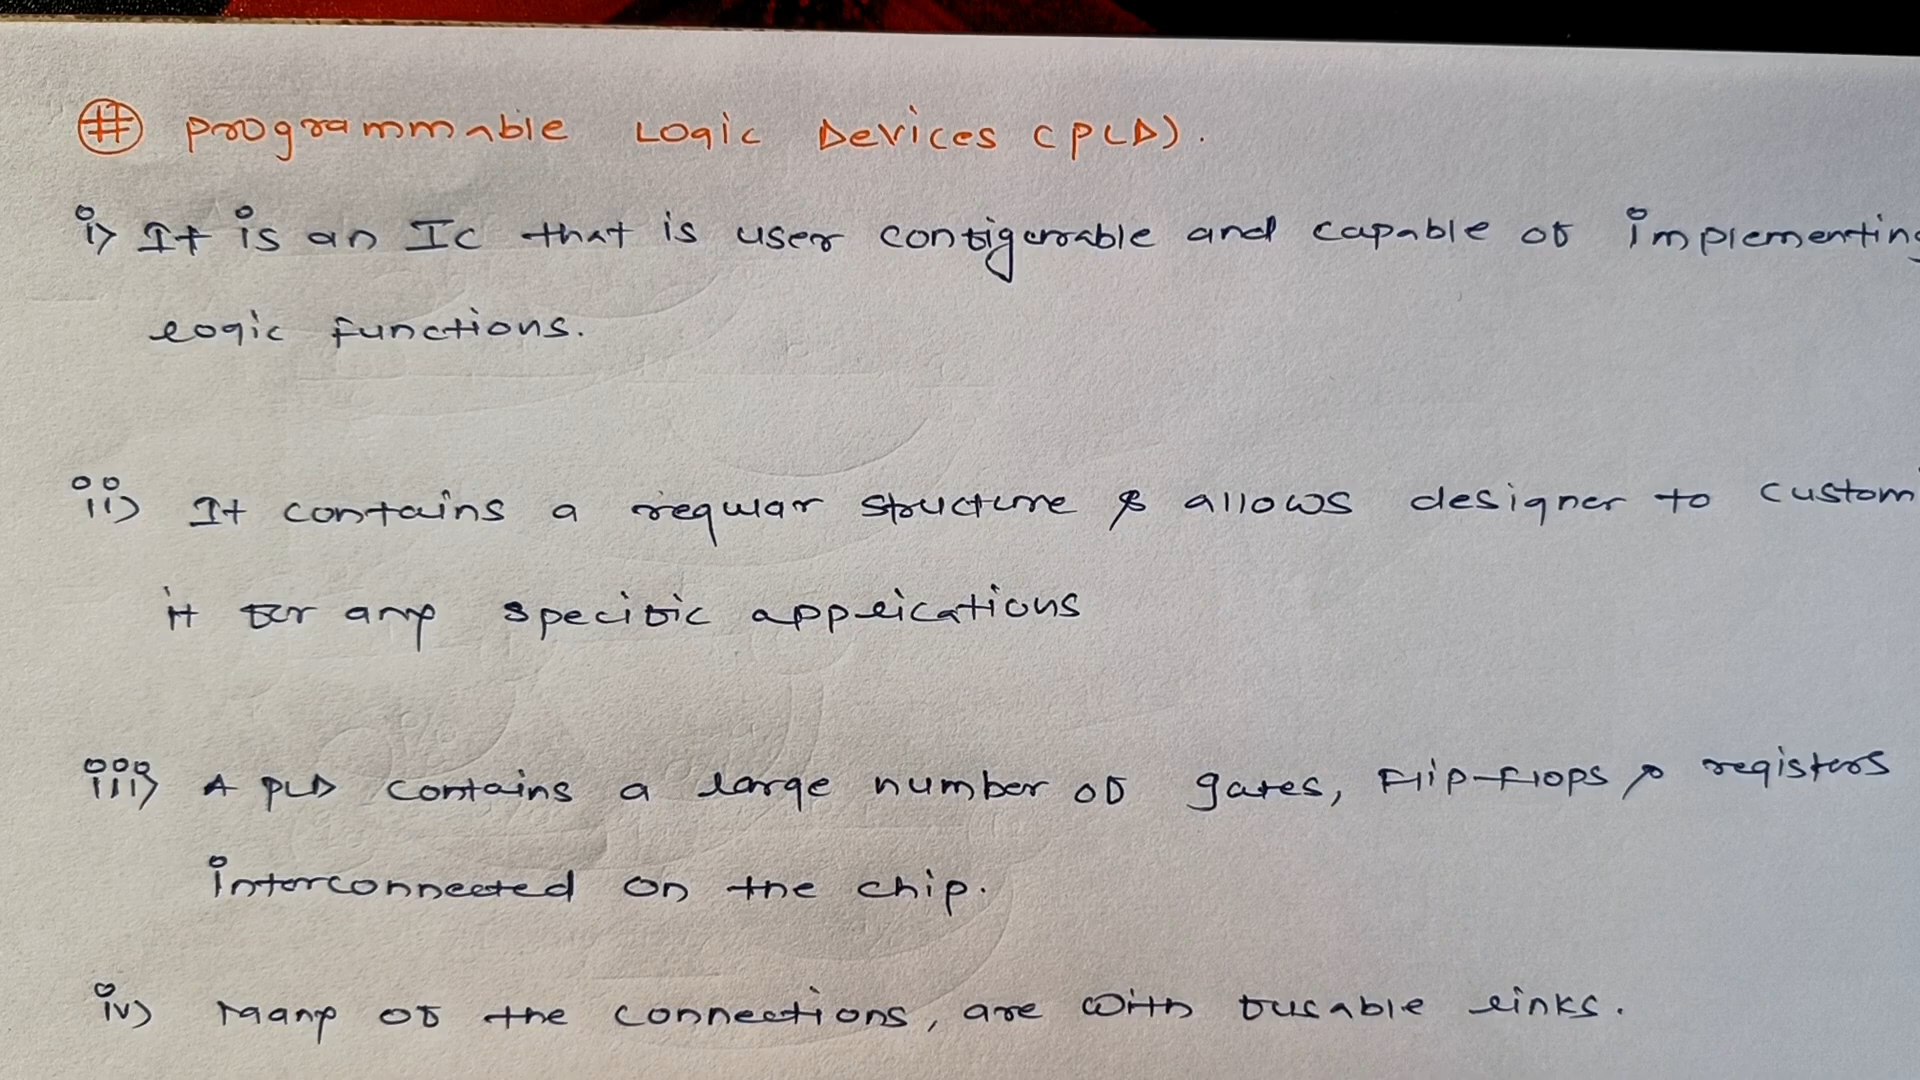 # Programmable Logic Devices (PLD).
i) It is an IC that is user configurable and capable of implementing
logic functions.
ii) It contains a regular structure & allows designer to custom
it for any specific applications
iii) A PLD contains a large number of gates, Flip-Flops & registers
interconnected on the chip.
iv) Many of the connections, are with fusable links.